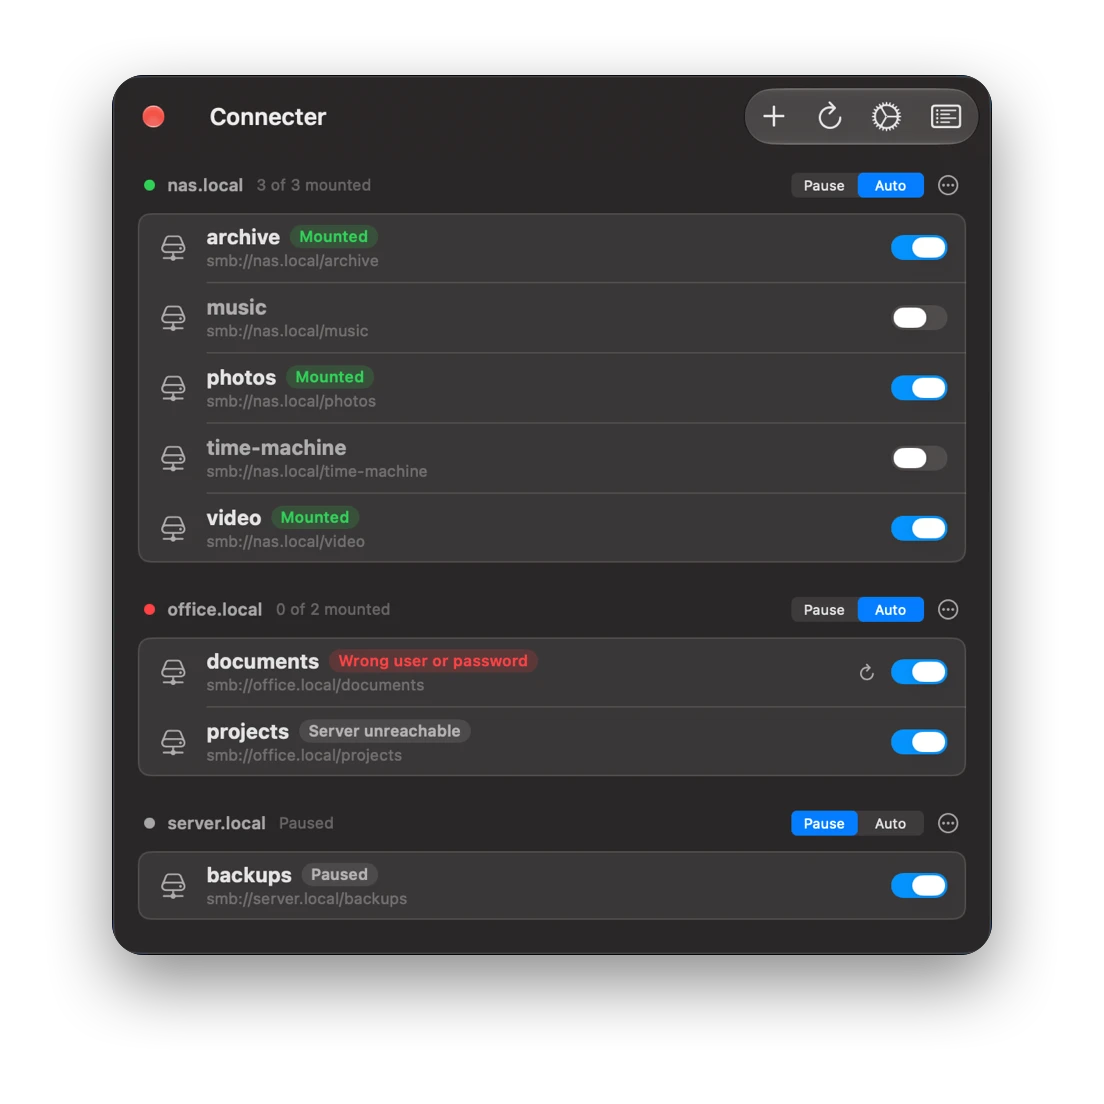 Connecter
nas.local 3 of 3 mounted Pause Auto
archive Mounted
smb://nas.local/archive
music
smb://nas.local/music
photos Mounted
smb://nas.local/photos
time-machine
smb://nas.local/time-machine
video Mounted
smb://nas.local/video
office.local 0 of 2 mounted Pause Auto
documents Wrong user or password
smb://office.local/documents
projects Server unreachable
smb://office.local/projects
server.local Paused Pause Auto
backups Paused
smb://server.local/backups